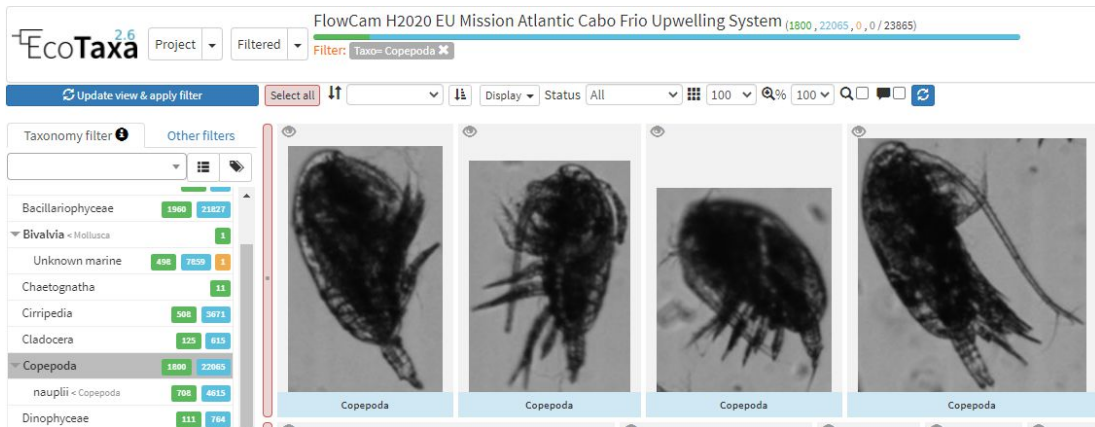 FlowCam H2020 EU Mission Atlantic Cabo Frio Upwelling System (1800 , 22065 , 0 , 0 / 23865)
EcoTaxa 2.6
Project
Filtered
Filter: Taxo= Copepoda ✖
Update view & apply filter
Select all
Display
Status
All
100
%
100
Taxonomy filter
Other filters
Bacillariophyceae 1960 21827
Bivalvia < Mollusca 1
Unknown marine 498 7859 1
Chaetognatha 11
Cirripedia 508 3671
Cladocera 125 615
Copepoda 1800 22065
nauplii < Copepoda 708 4615
Dinophyceae 111 764
Copepoda
Copepoda
Copepoda
Copepoda